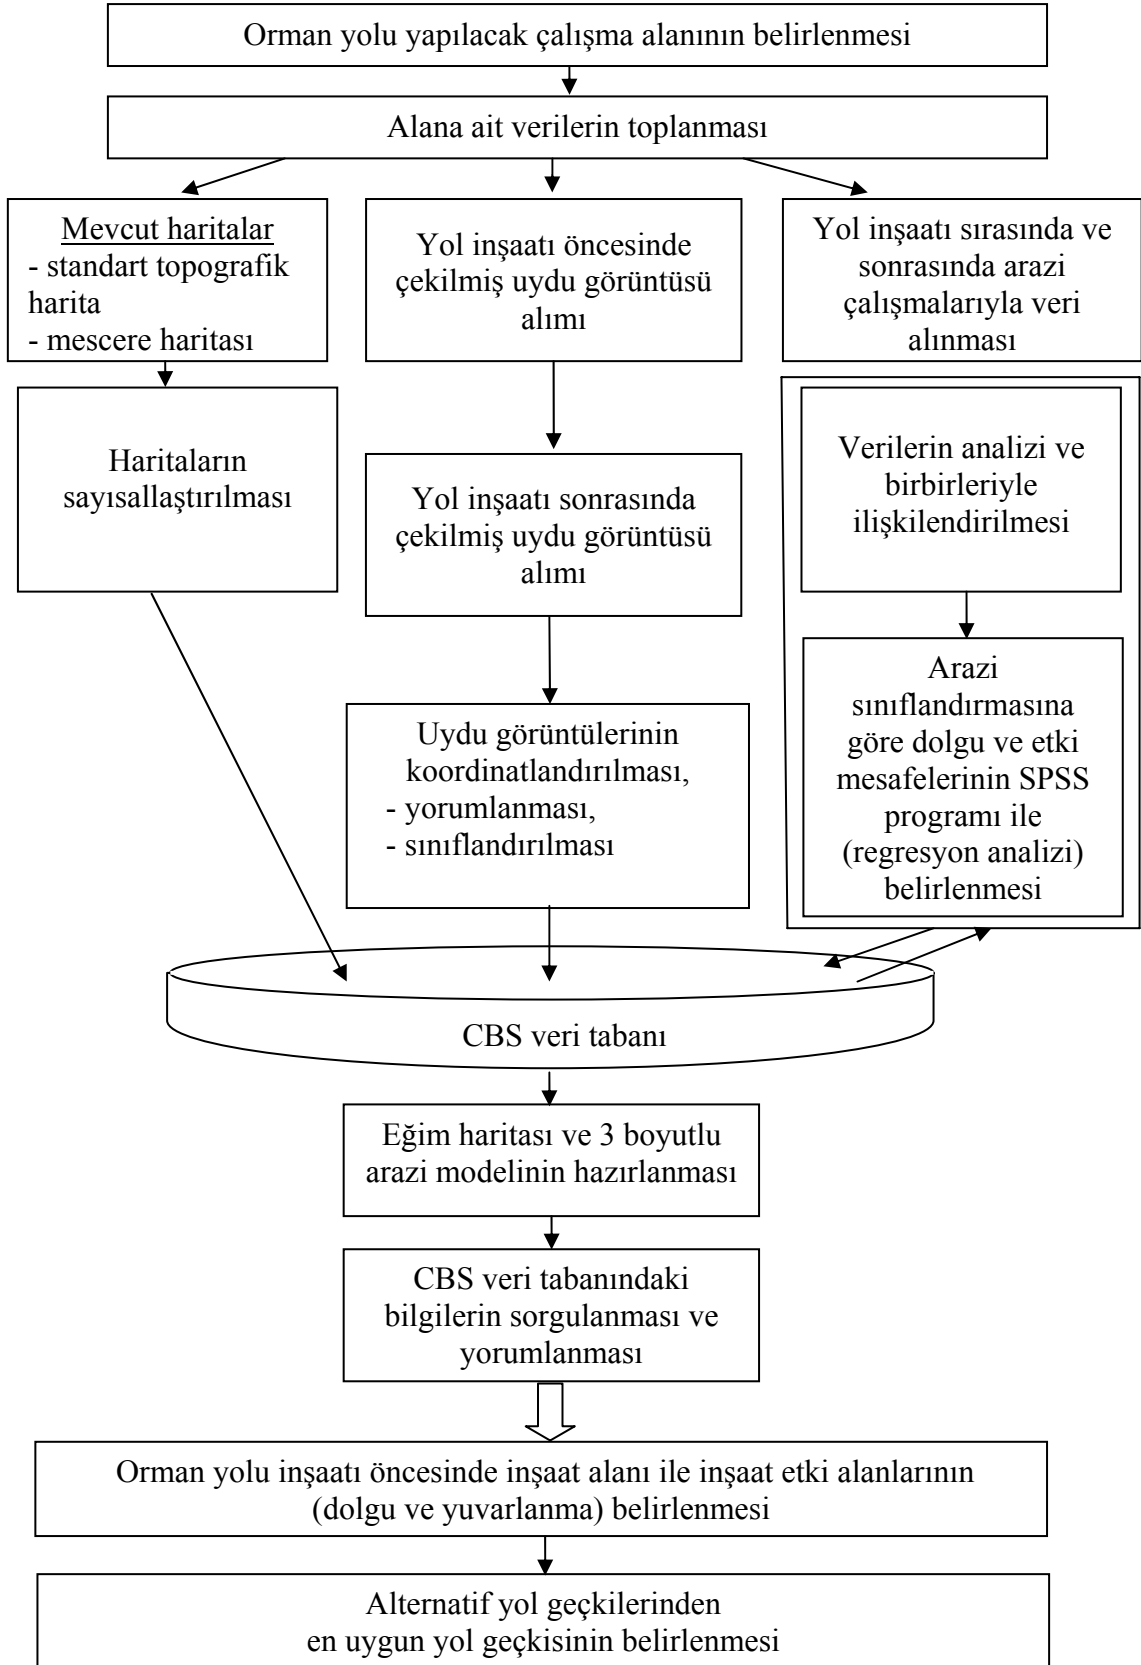 Orman yolu yapılacak çalışma alanının belirlenmesi
Alana ait verilerin toplanması
Mevcut haritalar
- standart topografik
harita
- mescere haritası
Yol inşaatı öncesinde
çekilmiş uydu görüntüsü
alımı
Yol inşaatı sırasında ve
sonrasında arazi
çalışmalarıyla veri
alınması
Haritaların
sayısallaştırılması
Yol inşaatı sonrasında
çekilmiş uydu görüntüsü
alımı
Verilerin analizi ve
birbirleriyle
ilişkilendirilmesi
Uydu görüntülerinin
koordinatlandırılması,
- yorumlanması,
- sınıflandırılması
Arazi
sınıflandırmasına
göre dolgu ve etki
mesafelerinin SPSS
programı ile
(regresyon analizi)
belirlenmesi
CBS veri tabanı
Eğim haritası ve 3 boyutlu
arazi modelinin hazırlanması
CBS veri tabanındaki
bilgilerin sorgulanması ve
yorumlanması
Orman yolu inşaatı öncesinde inşaat alanı ile inşaat etki alanlarının
(dolgu ve yuvarlanma) belirlenmesi
Alternatif yol geçkilerinden
en uygun yol geçkisinin belirlenmesi